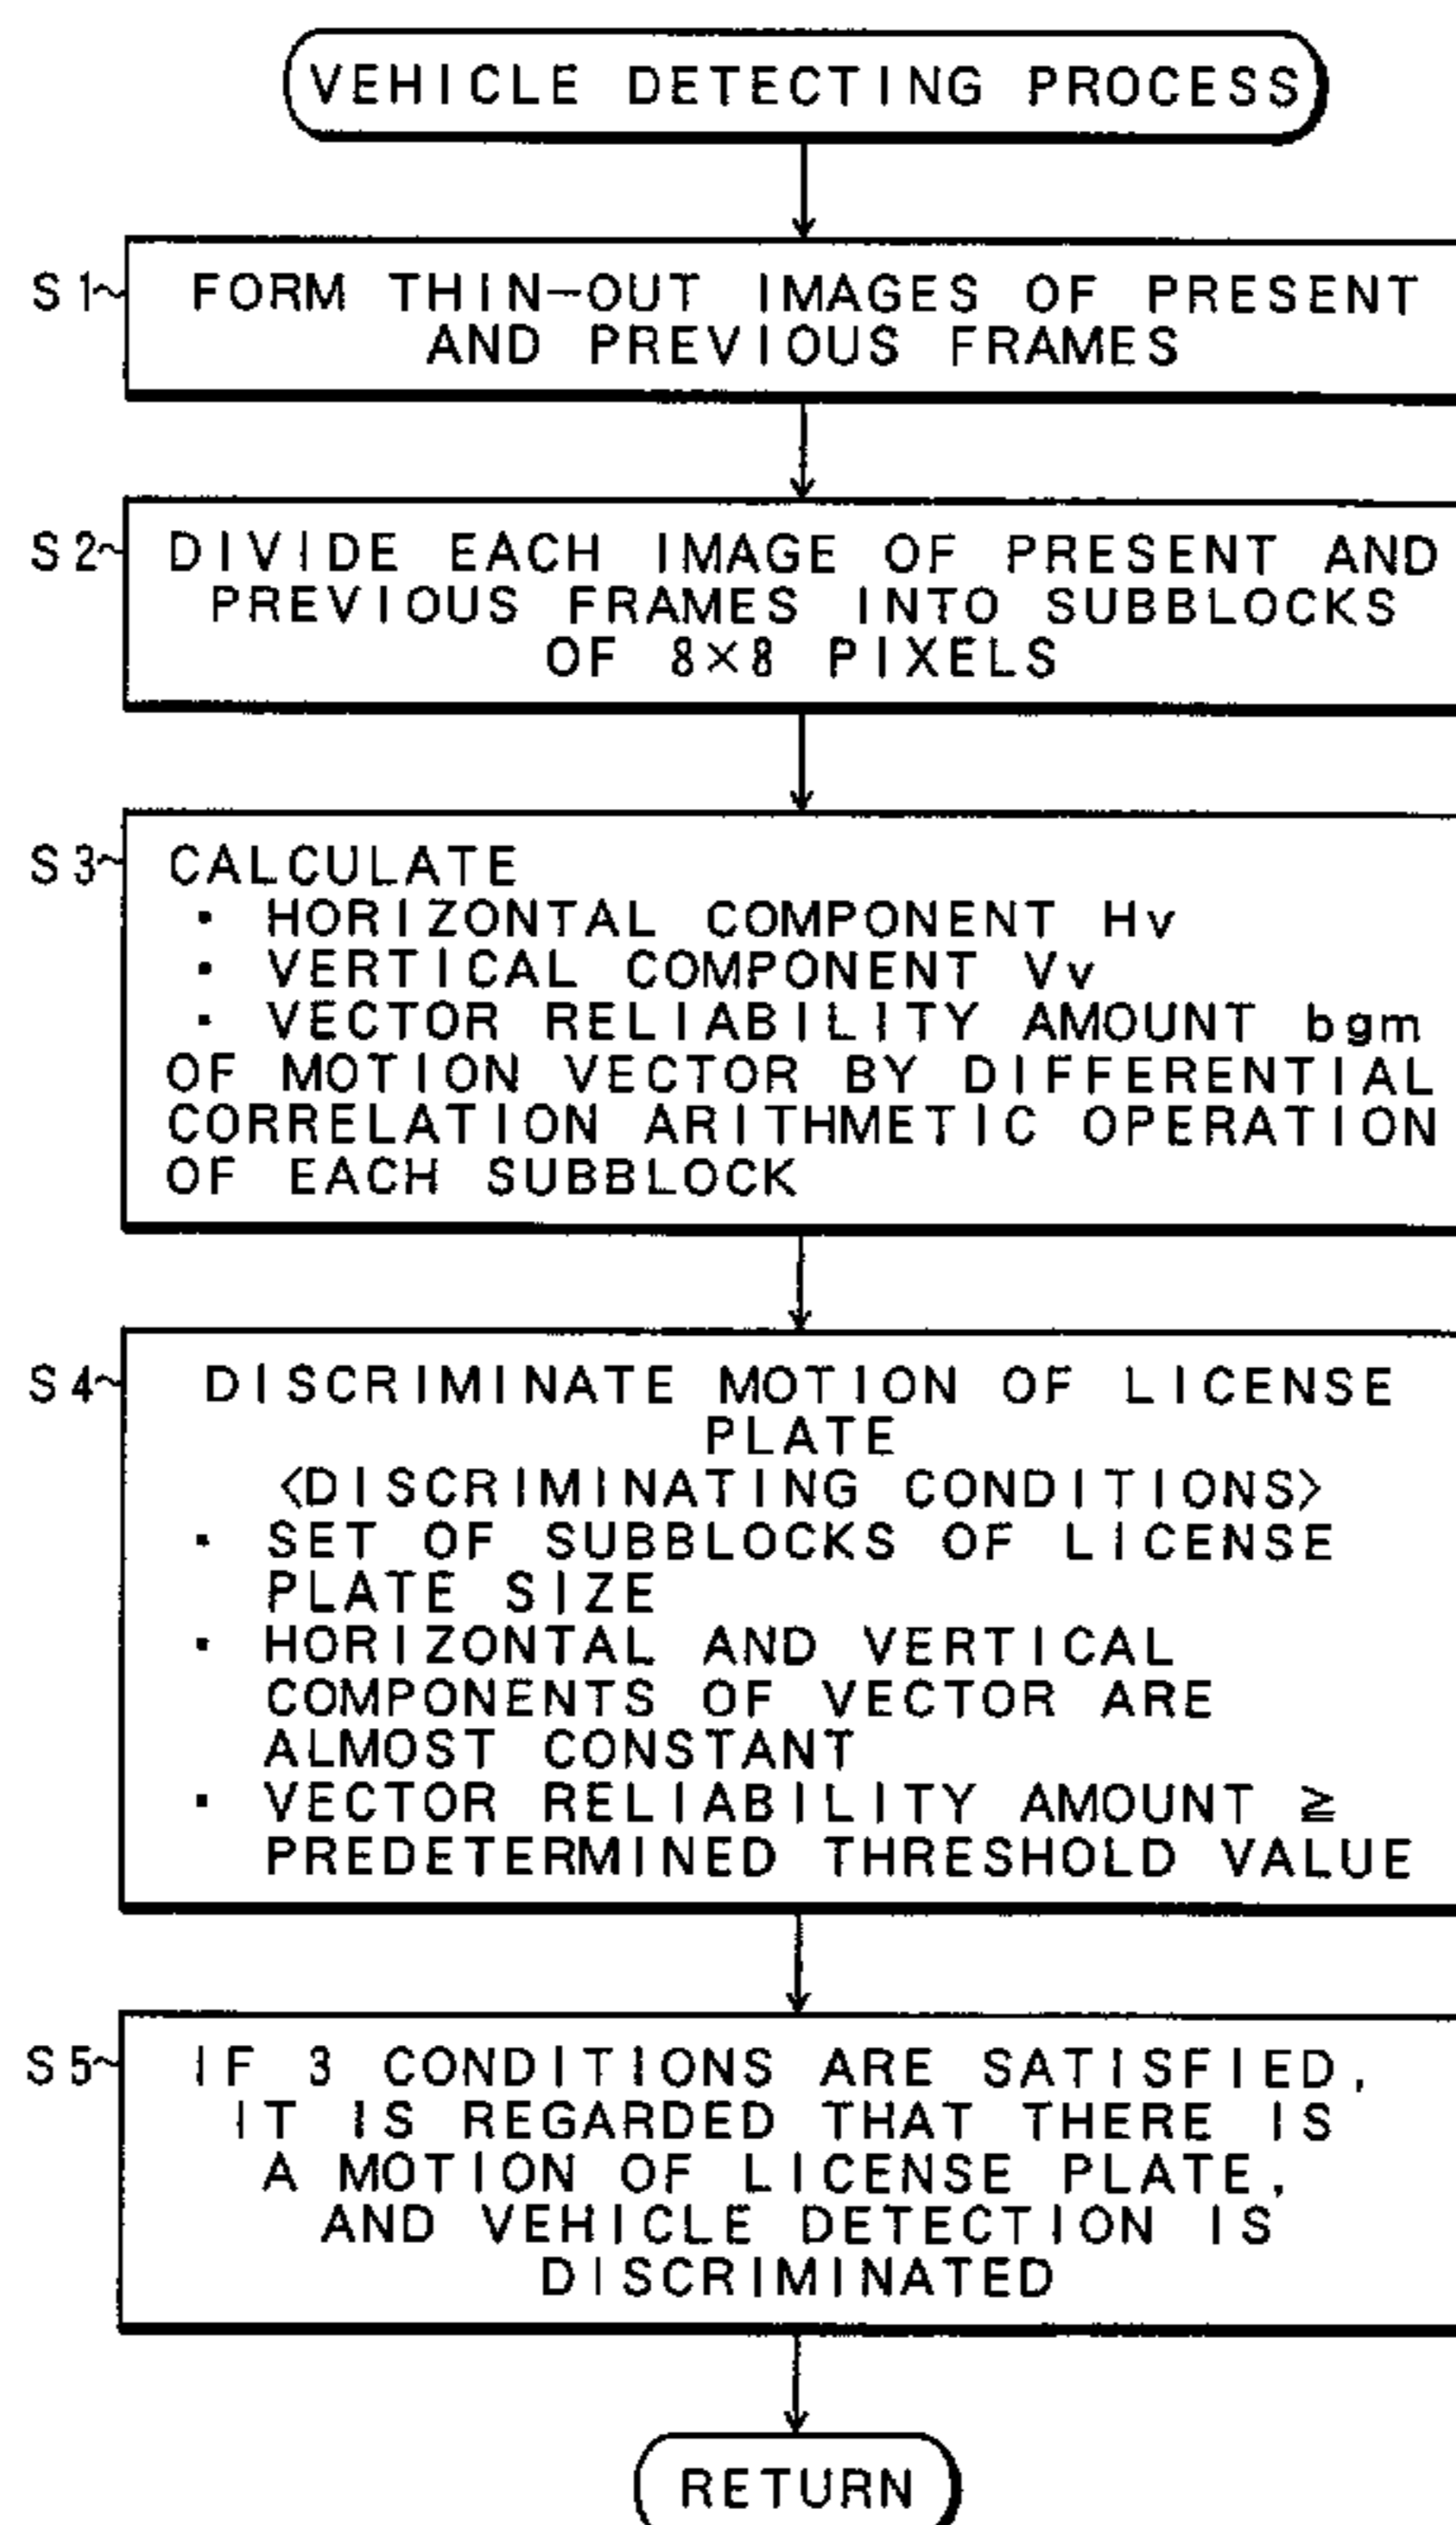 VEHICLE DETECTING PROCESS
S1~ FORM THIN-OUT IMAGES OF PRESENT
AND PREVIOUS FRAMES
S2~ DIVIDE EACH IMAGE OF PRESENT AND
PREVIOUS FRAMES INTO SUBBLOCKS
OF 8×8 PIXELS
S3~ CALCULATE
· HORIZONTAL COMPONENT Hv
· VERTICAL COMPONENT Vv
· VECTOR RELIABILITY AMOUNT bgm
OF MOTION VECTOR BY DIFFERENTIAL
CORRELATION ARITHMETIC OPERATION
OF EACH SUBBLOCK
S4~ DISCRIMINATE MOTION OF LICENSE
PLATE
<DISCRIMINATING CONDITIONS>
· SET OF SUBBLOCKS OF LICENSE
PLATE SIZE
· HORIZONTAL AND VERTICAL
COMPONENTS OF VECTOR ARE
ALMOST CONSTANT
· VECTOR RELIABILITY AMOUNT ≧
PREDETERMINED THRESHOLD VALUE
S5~ IF 3 CONDITIONS ARE SATISFIED,
IT IS REGARDED THAT THERE IS
A MOTION OF LICENSE PLATE,
AND VEHICLE DETECTION IS
DISCRIMINATED
RETURN